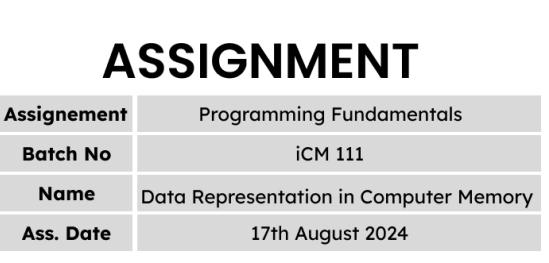 ASSIGNMENT
Assignement Programming Fundamentals
Batch No iCM 111
Name Data Representation in Computer Memory
Ass. Date 17th August 2024